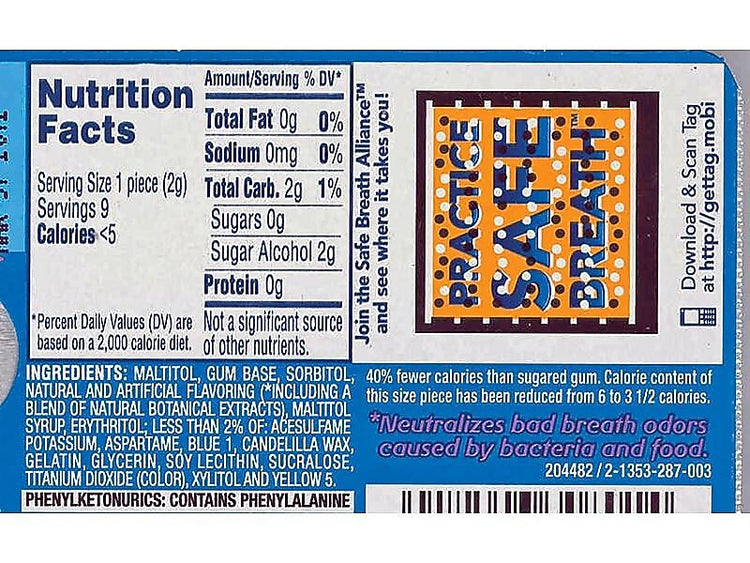 Nutrition
Facts
Serving Size 1 piece (2g)
Servings 9
Calories <5
*Percent Daily Values (DV) are
based on a 2,000 calorie diet.
Amount/Serving % DV*
Total Fat 0g 0%
Sodium 0mg 0%
Total Carb. 2g 1%
Sugars 0g
Sugar Alcohol 2g
Protein 0g
Not a significant source
of other nutrients.
Join the Safe Breath Alliance™
and see where it takes you!
PRACTICE
SAFE
BREATH™
Download & Scan Tag
at http://gettag.mobi
INGREDIENTS: MALTITOL, GUM BASE, SORBITOL,
NATURAL AND ARTIFICIAL FLAVORING (*INCLUDING A
BLEND OF NATURAL BOTANICAL EXTRACTS), MALTITOL
SYRUP, ERYTHRITOL; LESS THAN 2% OF: ACESULFAME
POTASSIUM, ASPARTAME, BLUE 1, CANDELILLA WAX,
GELATIN, GLYCERIN, SOY LECITHIN, SUCRALOSE,
TITANIUM DIOXIDE (COLOR), XYLITOL AND YELLOW 5.
PHENYLKETONURICS: CONTAINS PHENYLALANINE
40% fewer calories than sugared gum. Calorie content of
this size piece has been reduced from 6 to 3 1/2 calories.
*Neutralizes bad breath odors
caused by bacteria and food.
204482 / 2-1353-287-003